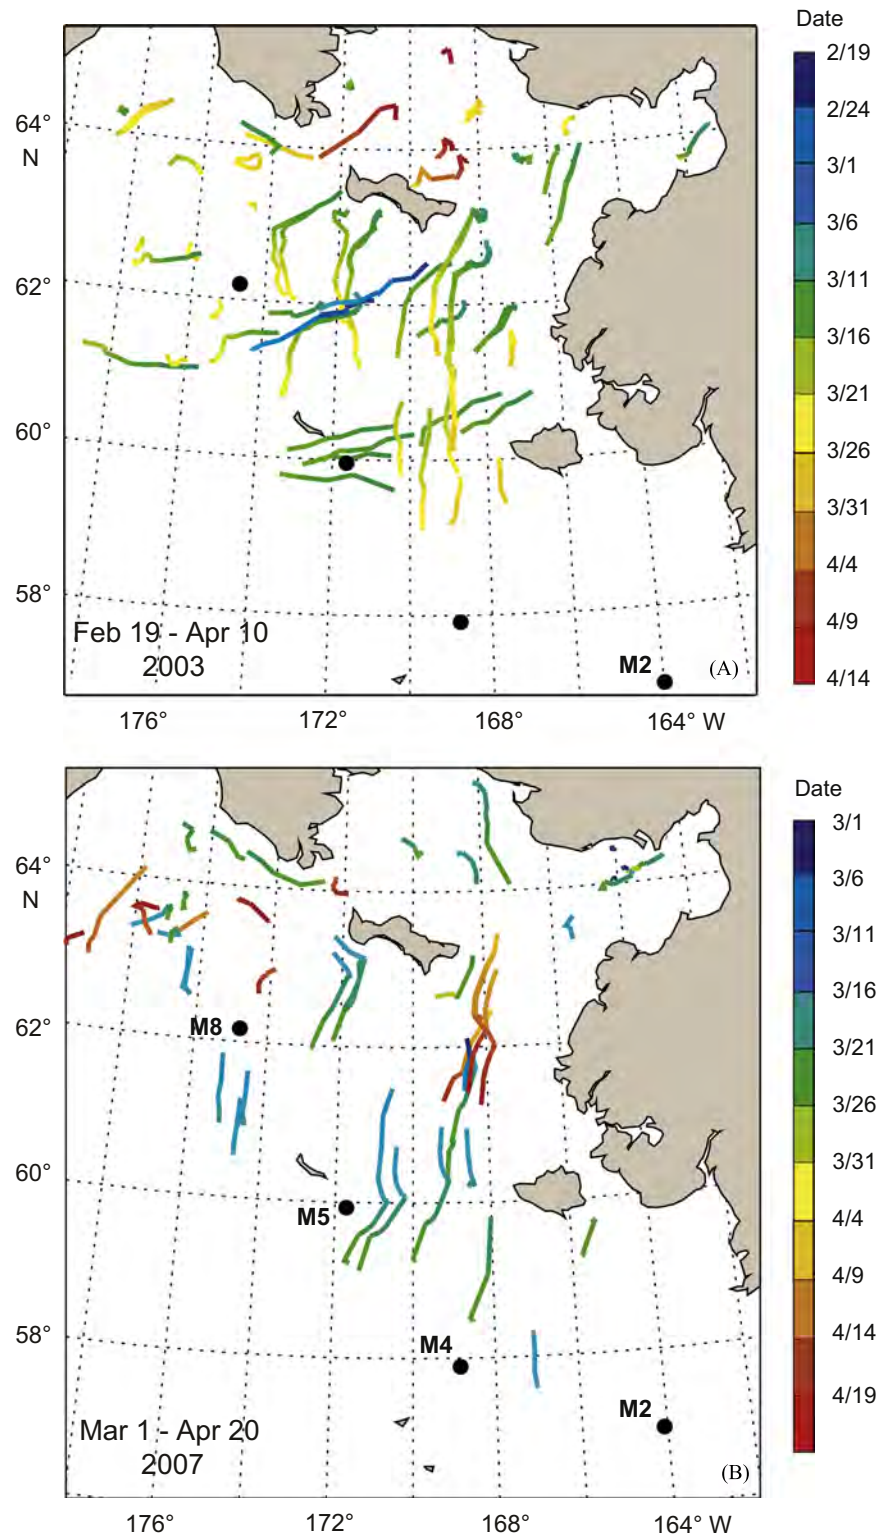 Date
2/19
2/24
3/1
3/6
3/11
3/16
3/21
3/26
3/31
4/4
4/9
4/14
64°
N
62°
60°
58°
Feb 19 - Apr 10
2003
M2
(A)
176°
172°
168°
164° W
Date
3/1
3/6
3/11
3/16
3/21
3/26
3/31
4/4
4/9
4/14
4/19
64°
N
62°
60°
58°
M8
M5
M4
M2
Mar 1 - Apr 20
2007
(B)
176°
172°
168°
164° W